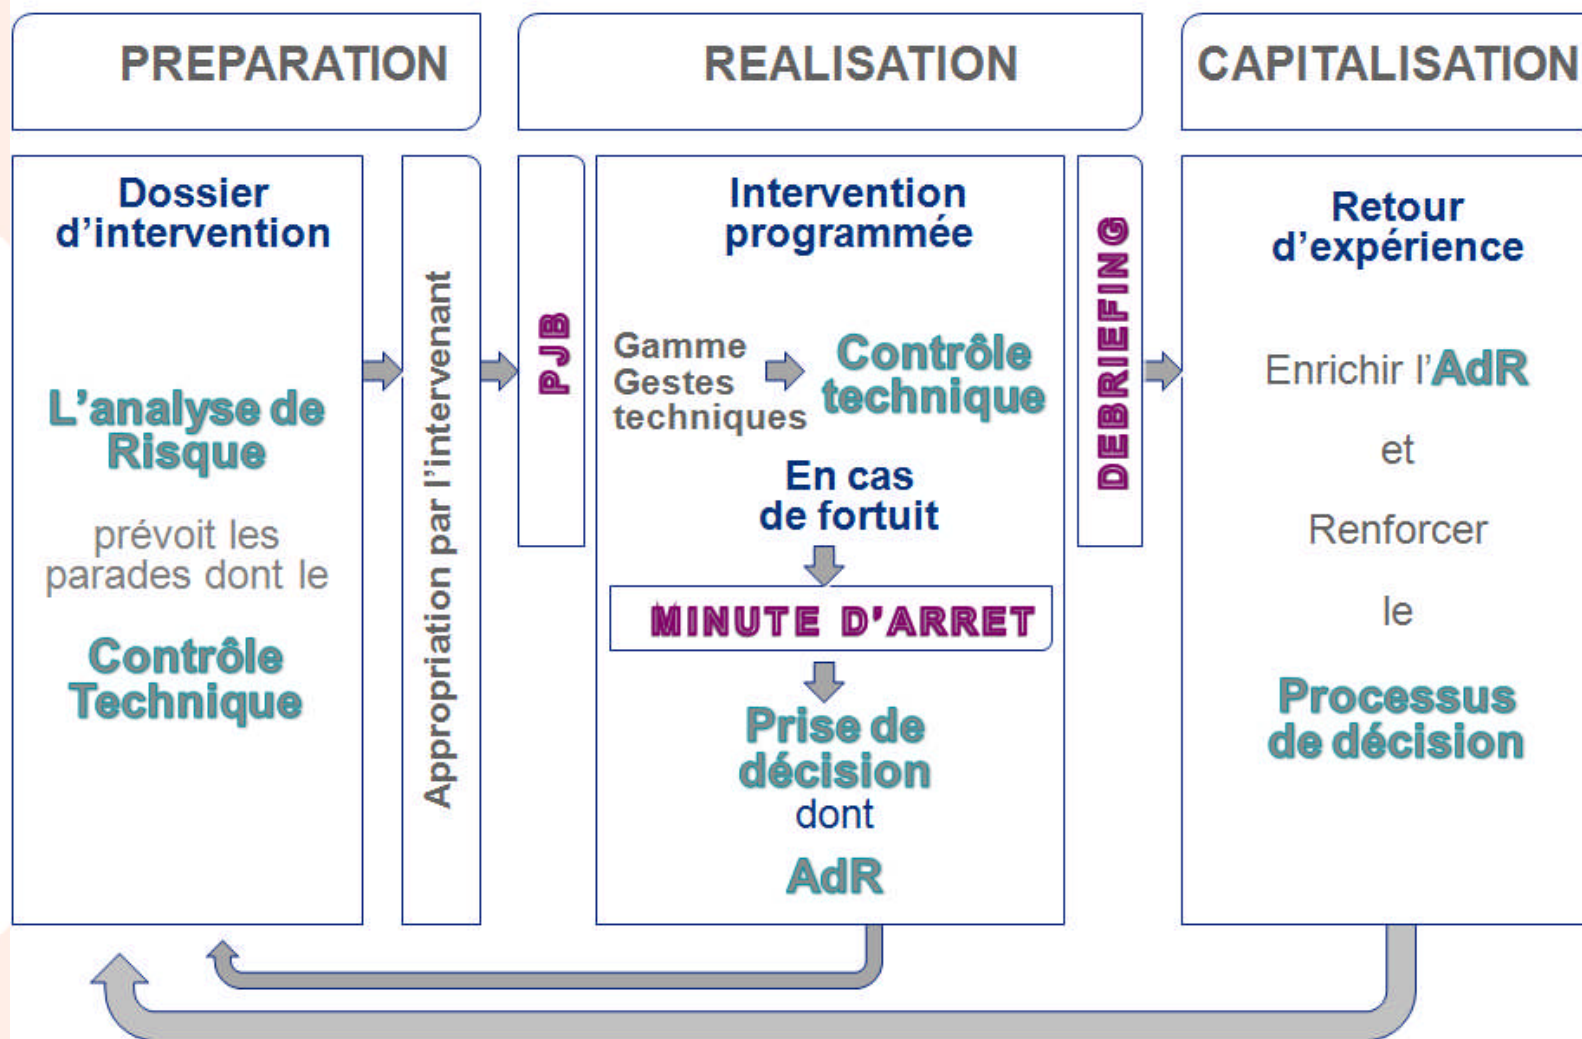 PREPARATION
REALISATION
CAPITALISATION
Dossier
d’intervention
L’analyse de
Risque
prévoit les
parades dont le
Contrôle
Technique
Appropriation par l’intervenant
PJB
Intervention
programmée
Gamme
Gestes
techniques
Contrôle
technique
En cas
de fortuit
MINUTE D’ARRET
Prise de
décision
dont
AdR
DEBRIEFING
Retour
d’expérience
Enrichir l’AdR
et
Renforcer
le
Processus
de décision